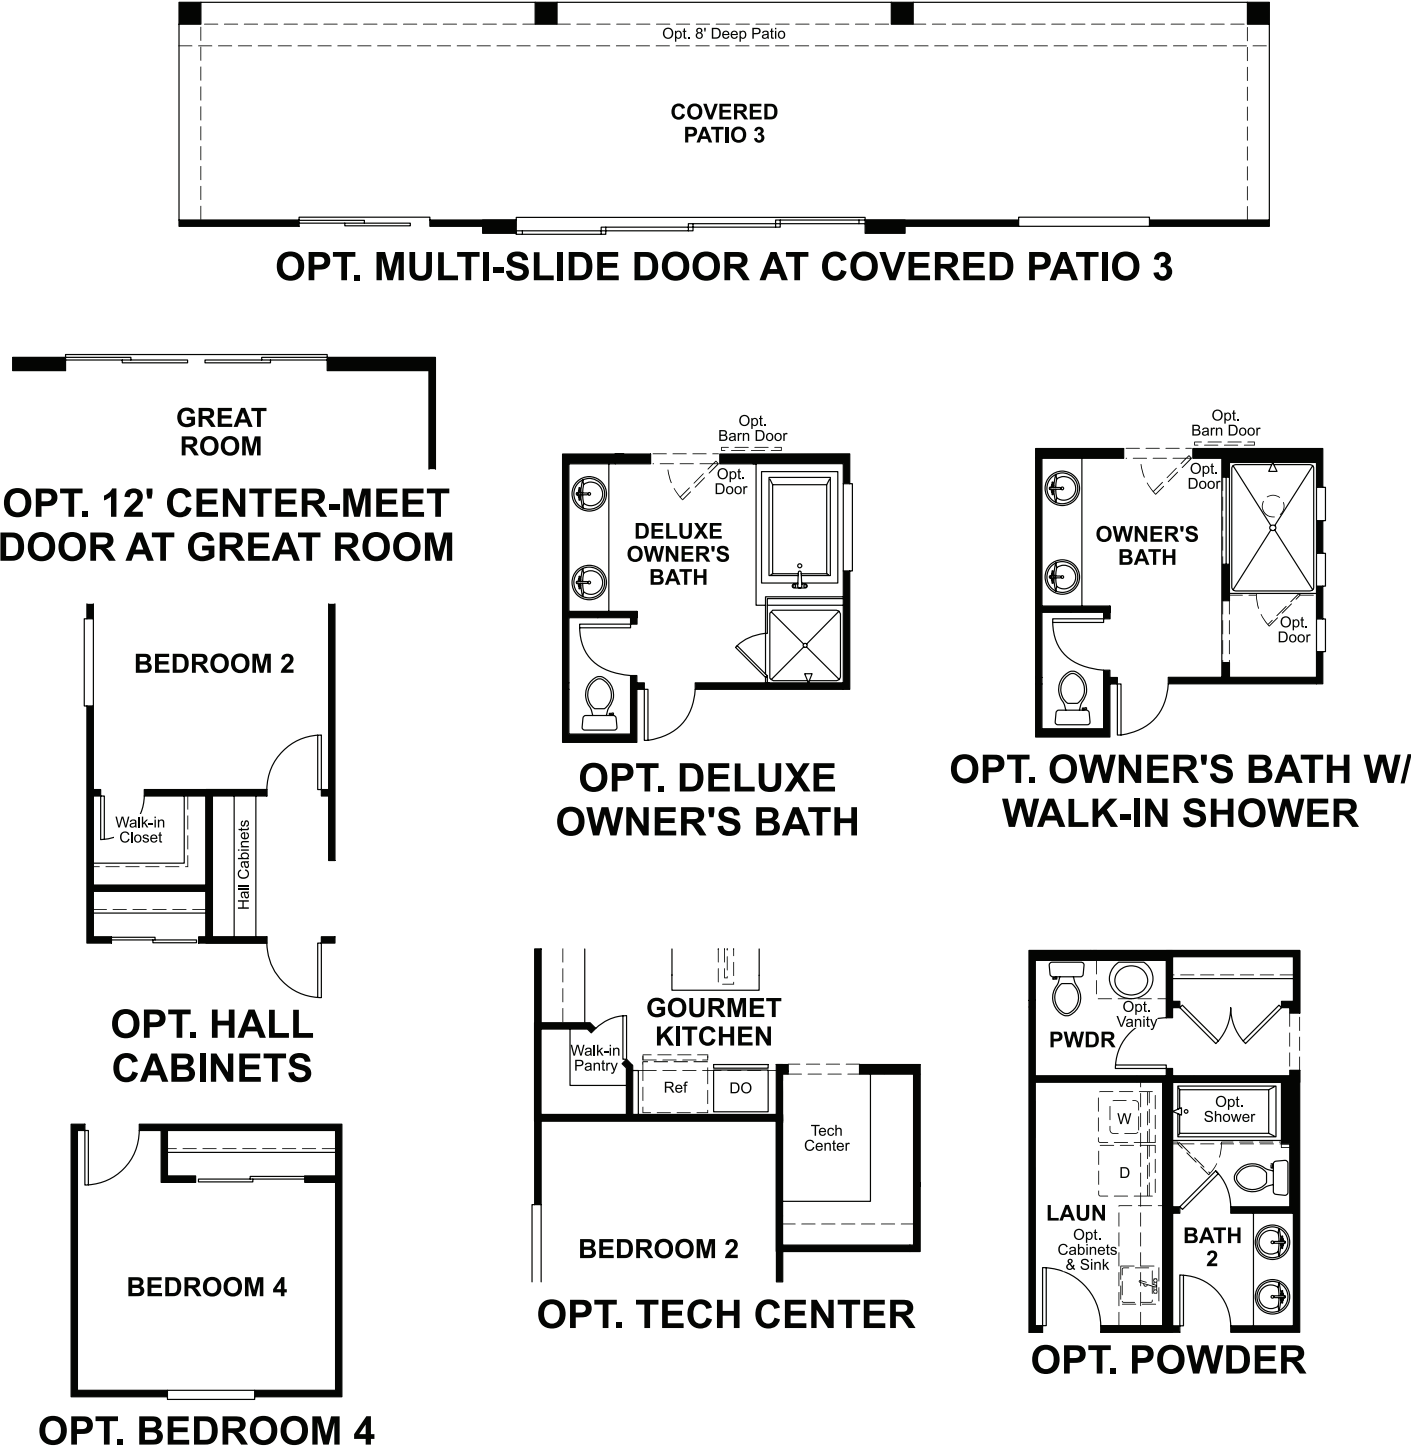 Opt. 8' Deep Patio
COVERED
PATIO 3
OPT. MULTI-SLIDE DOOR AT COVERED PATIO 3
GREAT
ROOM
OPT. 12' CENTER-MEET
DOOR AT GREAT ROOM
Opt.
Barn Door
Opt.
Door
DELUXE
OWNER'S
BATH
OPT. DELUXE
OWNER'S BATH
Opt.
Barn Door
Opt.
Door
OWNER'S
BATH
Opt.
Door
OPT. OWNER'S BATH W/
WALK-IN SHOWER
BEDROOM 2
Walk-in
Closet
Hall Cabinets
OPT. HALL
CABINETS
GOURMET
KITCHEN
Walk-in
Pantry
Ref
DO
Tech
Center
BEDROOM 2
OPT. TECH CENTER
Opt.
Vanity
PWDR
W
D
Opt.
Shower
LAUN
Opt.
Cabinets
& Sink
BATH
2
OPT. POWDER
BEDROOM 4
OPT. BEDROOM 4